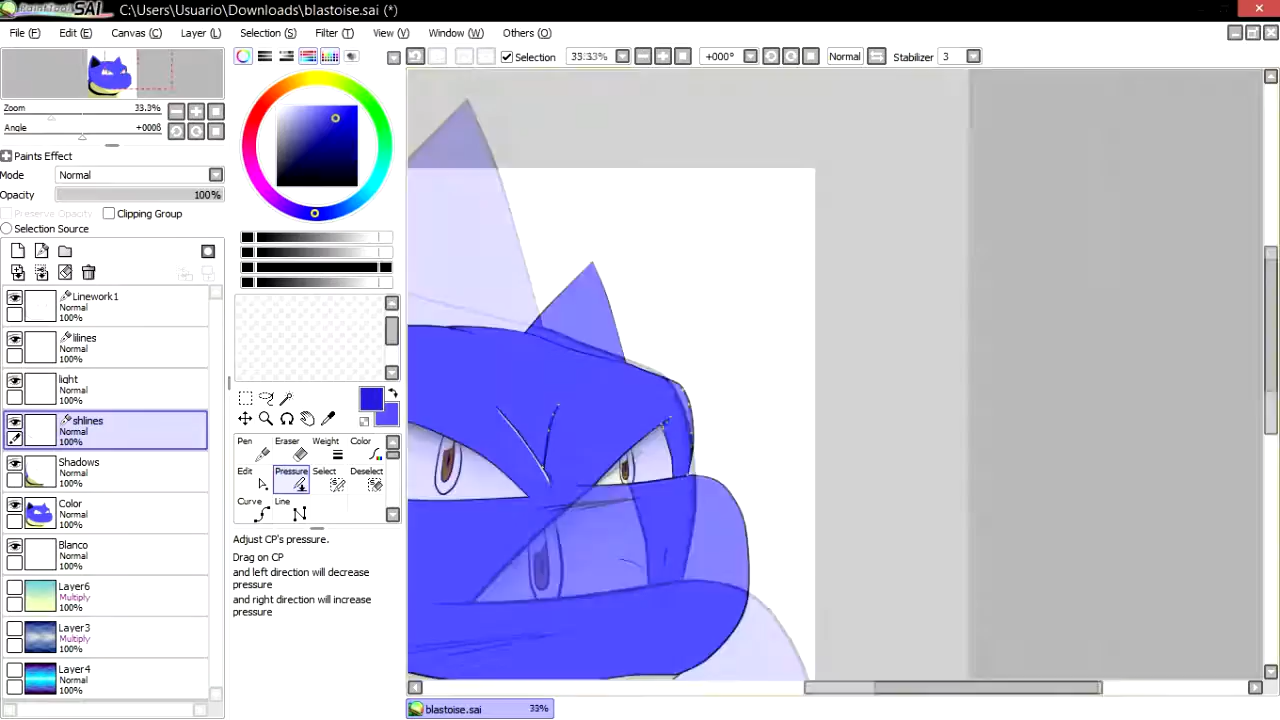 PaintTool SAI C:\Users\Usuario\Downloads\blastoise.sai (*)
File (F) Edit (E) Canvas (C) Layer (L) Selection (S) Filter (T) View (V) Window (W) Others (O)
Selection 33.33% +000° Normal Stabilizer 3
Zoom 33.3%
Angle
Paints Effect
Mode Normal
Opacity 100%
Preserve Opacity Clipping Group
Selection Source
Linework1
Normal
100%
lilines
Normal
100%
light
Normal
100%
shlines
Normal
100%
Shadows
Normal
100%
Color
Normal
100%
Blanco
Normal
100%
Layer6
Multiply
100%
Layer3
Multiply
100%
Layer4
Normal
100%
Pen Eraser Weight Color
Edit Pressure Select Deselect
Curve Line
Adjust CP's pressure.
Drag on CP
and left direction will decrease
pressure
and right direction will increase
pressure
blastoise.sai 33%